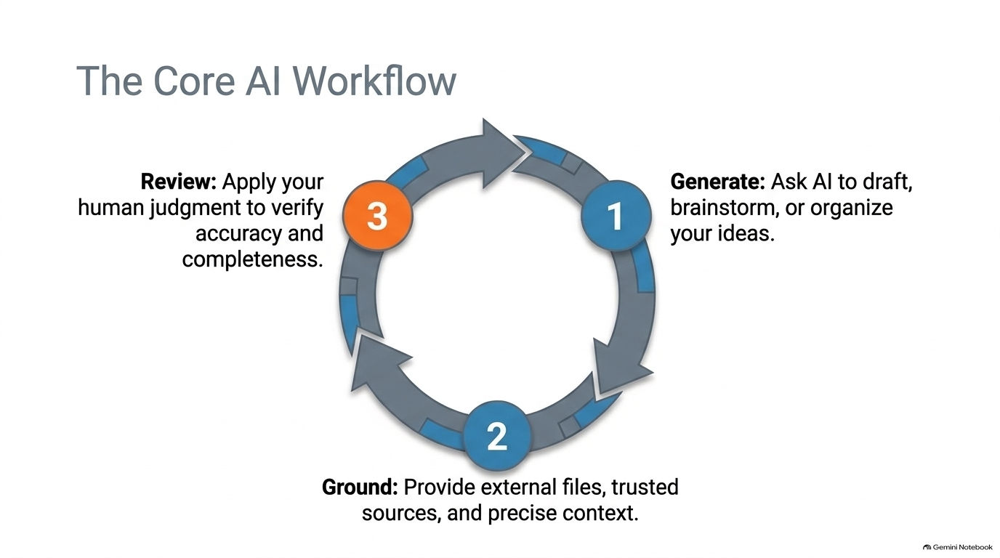 The Core AI Workflow
Review: Apply your
human judgment to verify
accuracy and
completeness.
3
1
Generate: Ask AI to draft,
brainstorm, or organize
your ideas.
2
Ground: Provide external files, trusted
sources, and precise context.
Gemini Notebook